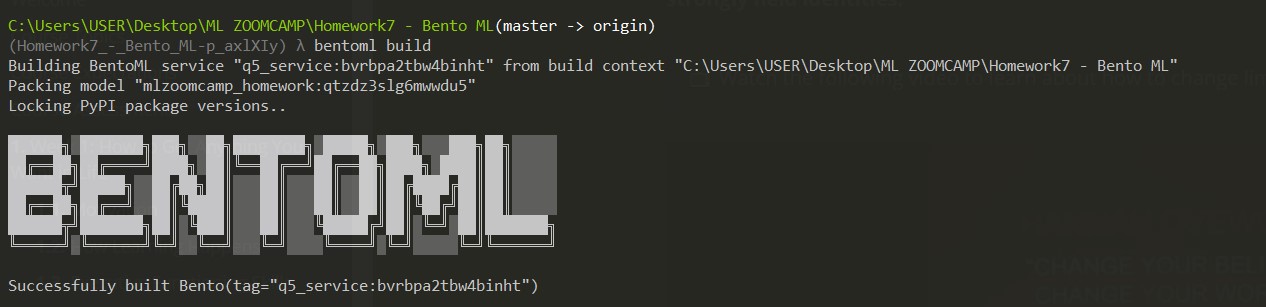 C:\Users\USER\Desktop\ML ZOOMCAMP\Homework7 - Bento ML(master -> origin)
(Homework7_-_Bento_ML-p_axlXIy) λ bentoml build
Building BentoML service "q5_service:bvrbpa2tbw4binht" from build context "C:\Users\USER\Desktop\ML ZOOMCAMP\Homework7 - Bento ML"
Packing model "mlzoomcamp_homework:qtzdz3slg6mwwdu5"
Locking PyPI package versions..
BENTOML
Successfully built Bento(tag="q5_service:bvrbpa2tbw4binht")